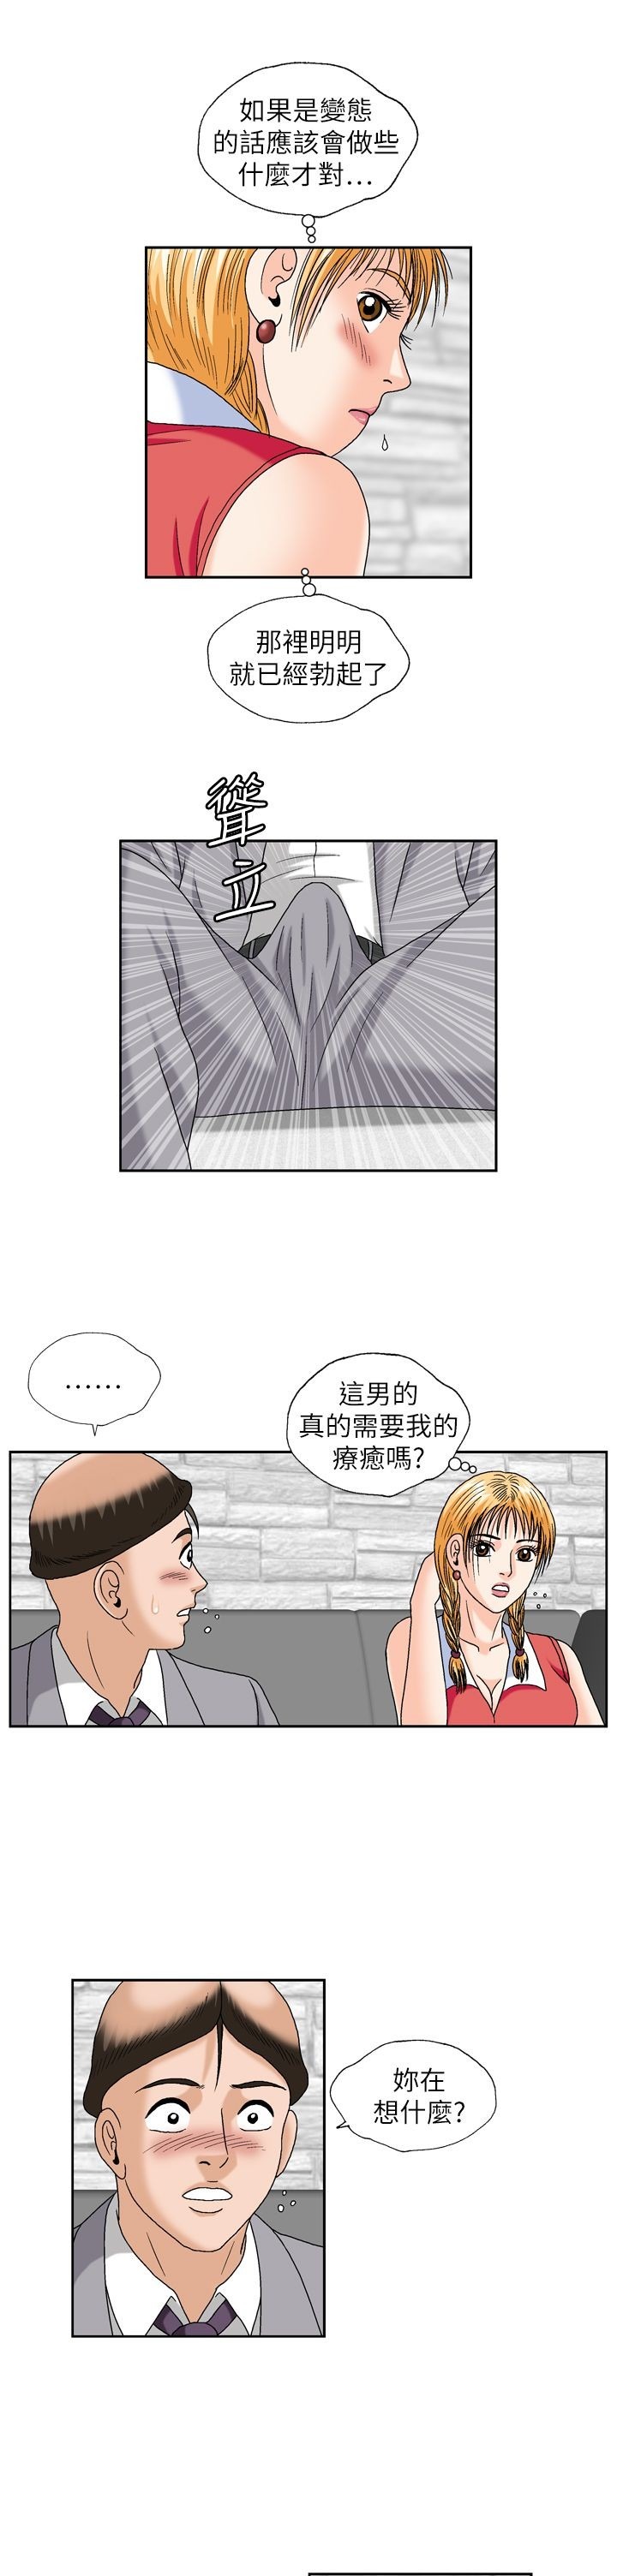 如果是變態
的話應該會做些
什麼才對...
那裡明明
就已經勃起了
聳立
......
這男的
真的需要我的
療癒嗎?
妳在
想什麼?